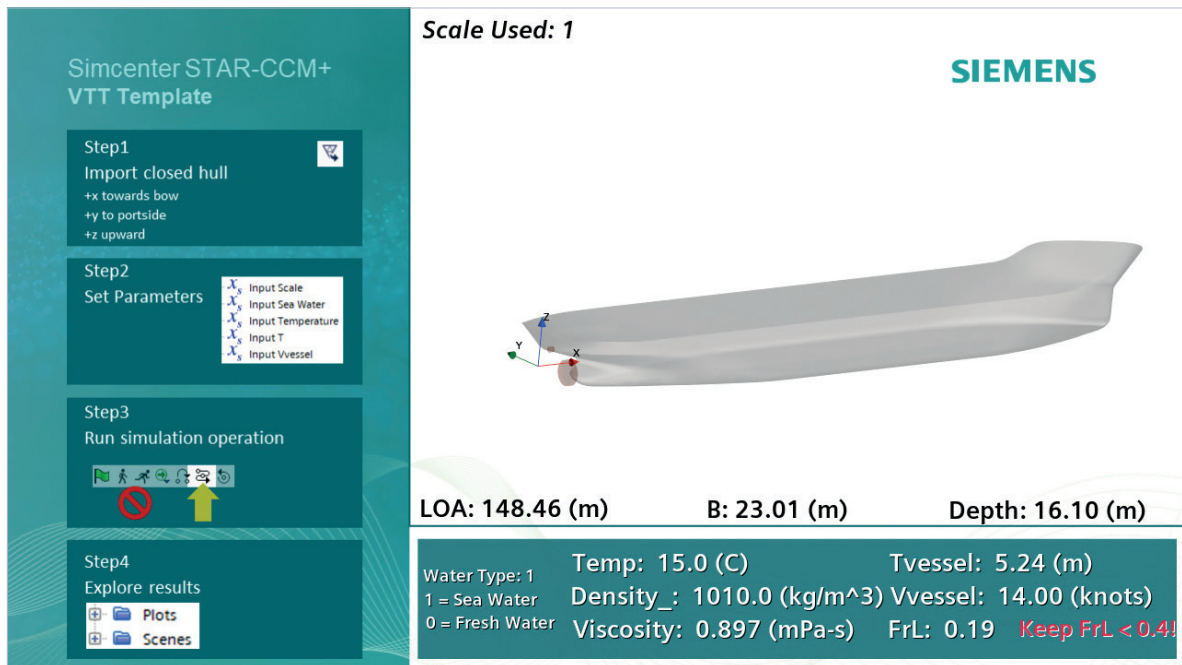 Simcenter STAR-CCM+
VTT Template
Step1
Import closed hull
+x towards bow
+y to portside
+z upward
Step2
Set Parameters
Input Scale
Input Sea Water
Input Temperature
Input T
Input Vvessel
Step3
Run simulation operation
Step4
Explore results
Plots
Scenes
Scale Used: 1
SIEMENS
Z
Y
X
LOA: 148.46 (m)
B: 23.01 (m)
Depth: 16.10 (m)
Water Type: 1
1 = Sea Water
0 = Fresh Water
Temp: 15.0 (C)
Tvessel: 5.24 (m)
Density_: 1010.0 (kg/m^3)
Vvessel: 14.00 (knots)
Viscosity: 0.897 (mPa-s)
FrL: 0.19
Keep FrL < 0.4!